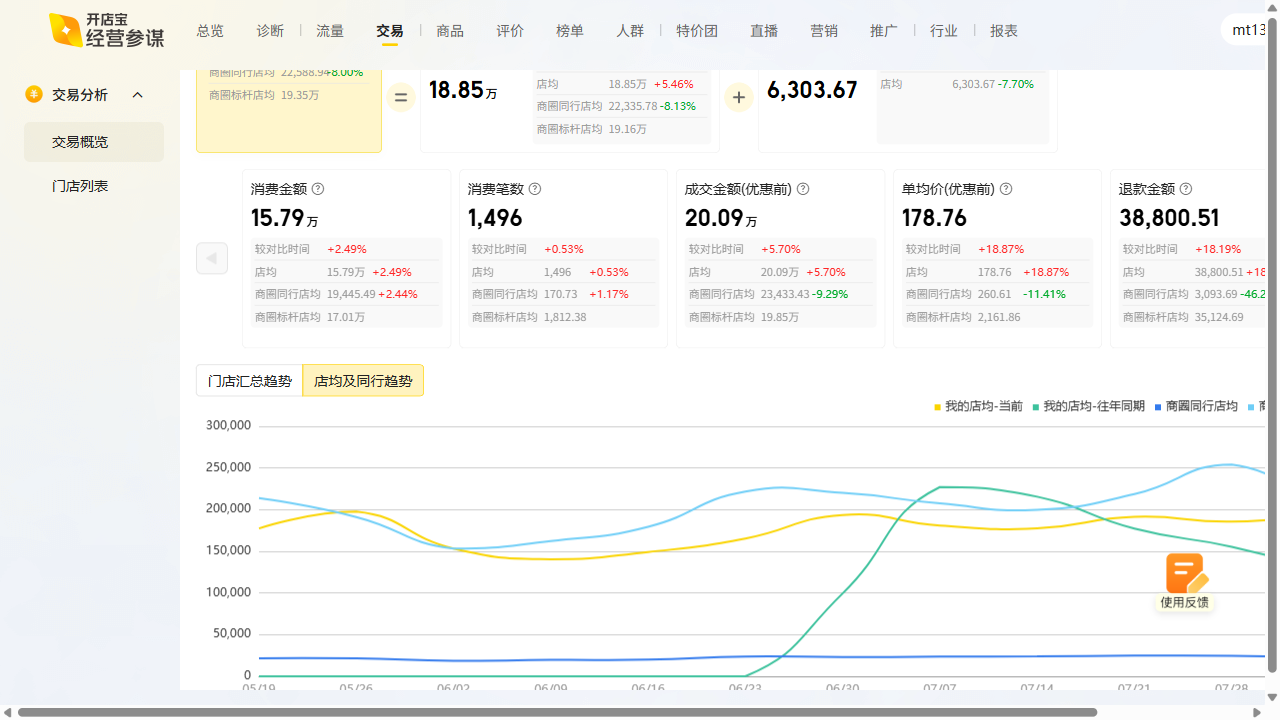 开店宝
经营参谋
总览 诊断 流量 交易 商品 评价 榜单 人群 特价团 直播 营销 推广 行业 报表
mt13
交易分析
交易概览
门店列表
商圈同行店均 22,588.94 +8.00%
商圈标杆店均 19.35万
18.85万
店均 18.85万 +5.46%
商圈同行店均 22,335.78 -8.13%
商圈标杆店均 19.16万
6,303.67
店均 6,303.67 -7.70%
消费金额
15.79万
较对比时间 +2.49%
店均 15.79万 +2.49%
商圈同行店均 19,445.49 +2.44%
商圈标杆店均 17.01万
消费笔数
1,496
较对比时间 +0.53%
店均 1,496 +0.53%
商圈同行店均 170.73 +1.17%
商圈标杆店均 1,812.38
成交金额(优惠前)
20.09万
较对比时间 +5.70%
店均 20.09万 +5.70%
商圈同行店均 23,433.43 -9.29%
商圈标杆店均 19.85万
单均价(优惠前)
178.76
较对比时间 +18.87%
店均 178.76 +18.87%
商圈同行店均 260.61 -11.41%
商圈标杆店均 2,161.86
退款金额
38,800.51
较对比时间 +18.19%
店均 38,800.51 +18
商圈同行店均 3,093.69 -46.2
商圈标杆店均 35,124.69
门店汇总趋势 店均及同行趋势
我的店均-当前 我的店均-往年同期 商圈同行店均
300,000
250,000
200,000
150,000
100,000
50,000
0
05/19 05/26 06/02 06/09 06/16 06/23 06/30 07/07 07/14 07/21 07/28
使用反馈